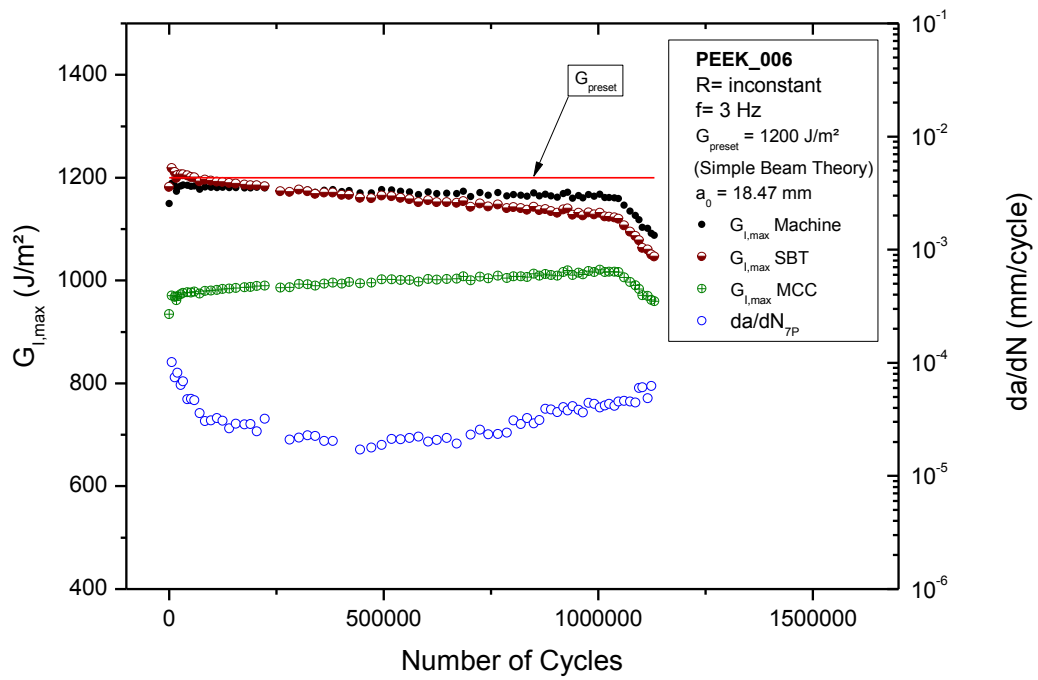 G_I,max (J/m²)
1400
1200
1000
800
600
400
G_preset
PEEK_006
R= inconstant
f= 3 Hz
G_preset = 1200 J/m²
(Simple Beam Theory)
a_0 = 18.47 mm
G_I,max Machine
G_I,max SBT
G_I,max MCC
da/dN_7P
10^-1
10^-2
10^-3
10^-4
10^-5
10^-6
da/dN (mm/cycle)
0
500000
1000000
1500000
Number of Cycles